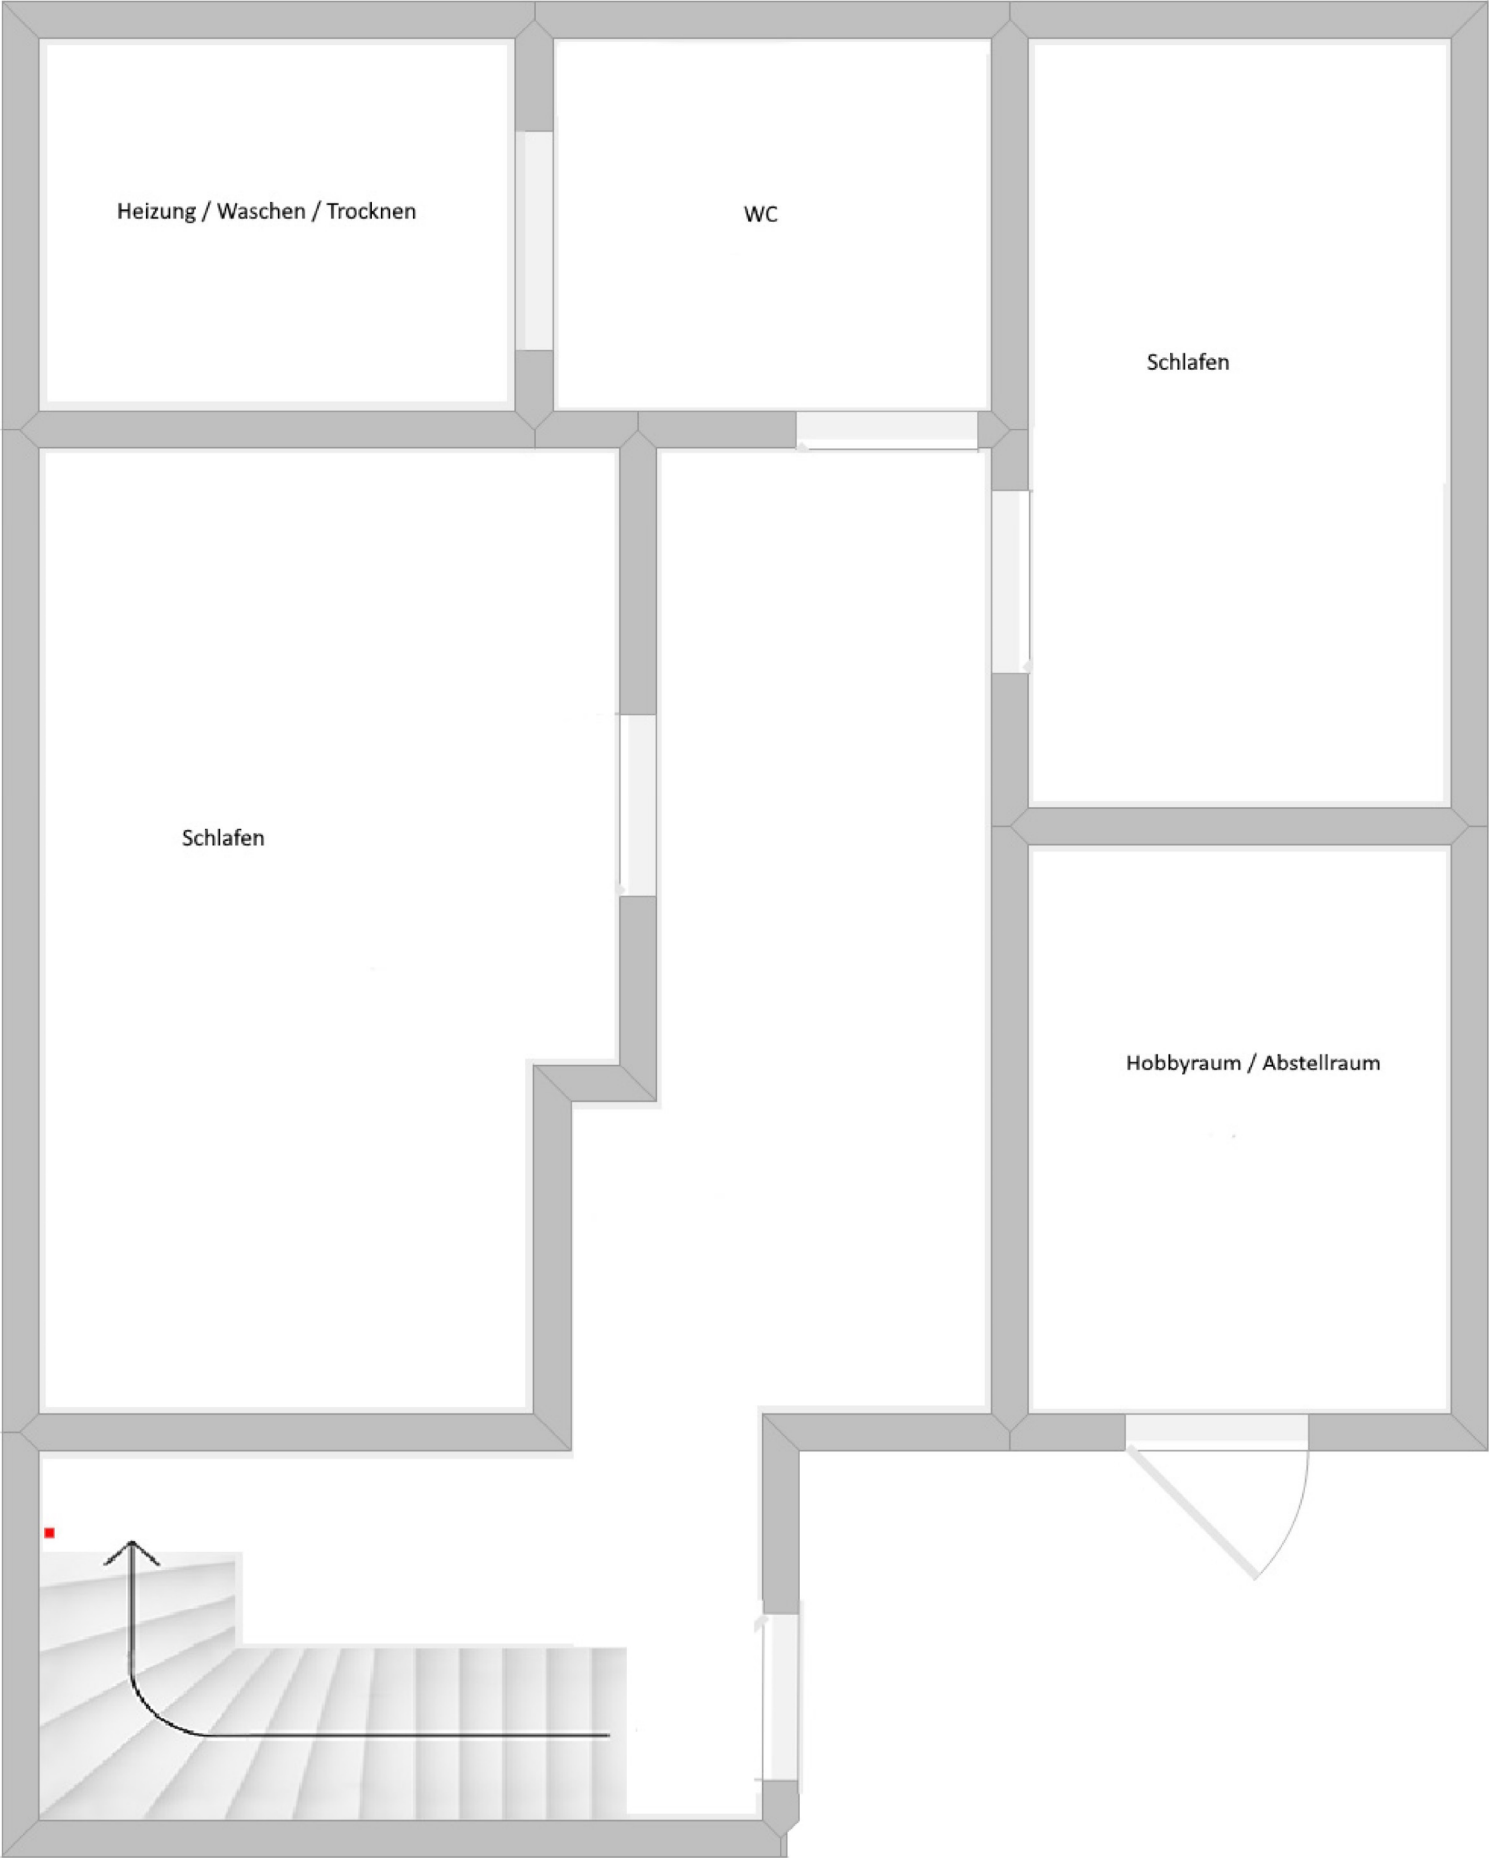 Heizung / Waschen / Trocknen
WC
Schlafen
Schlafen
Hobbyraum / Abstellraum